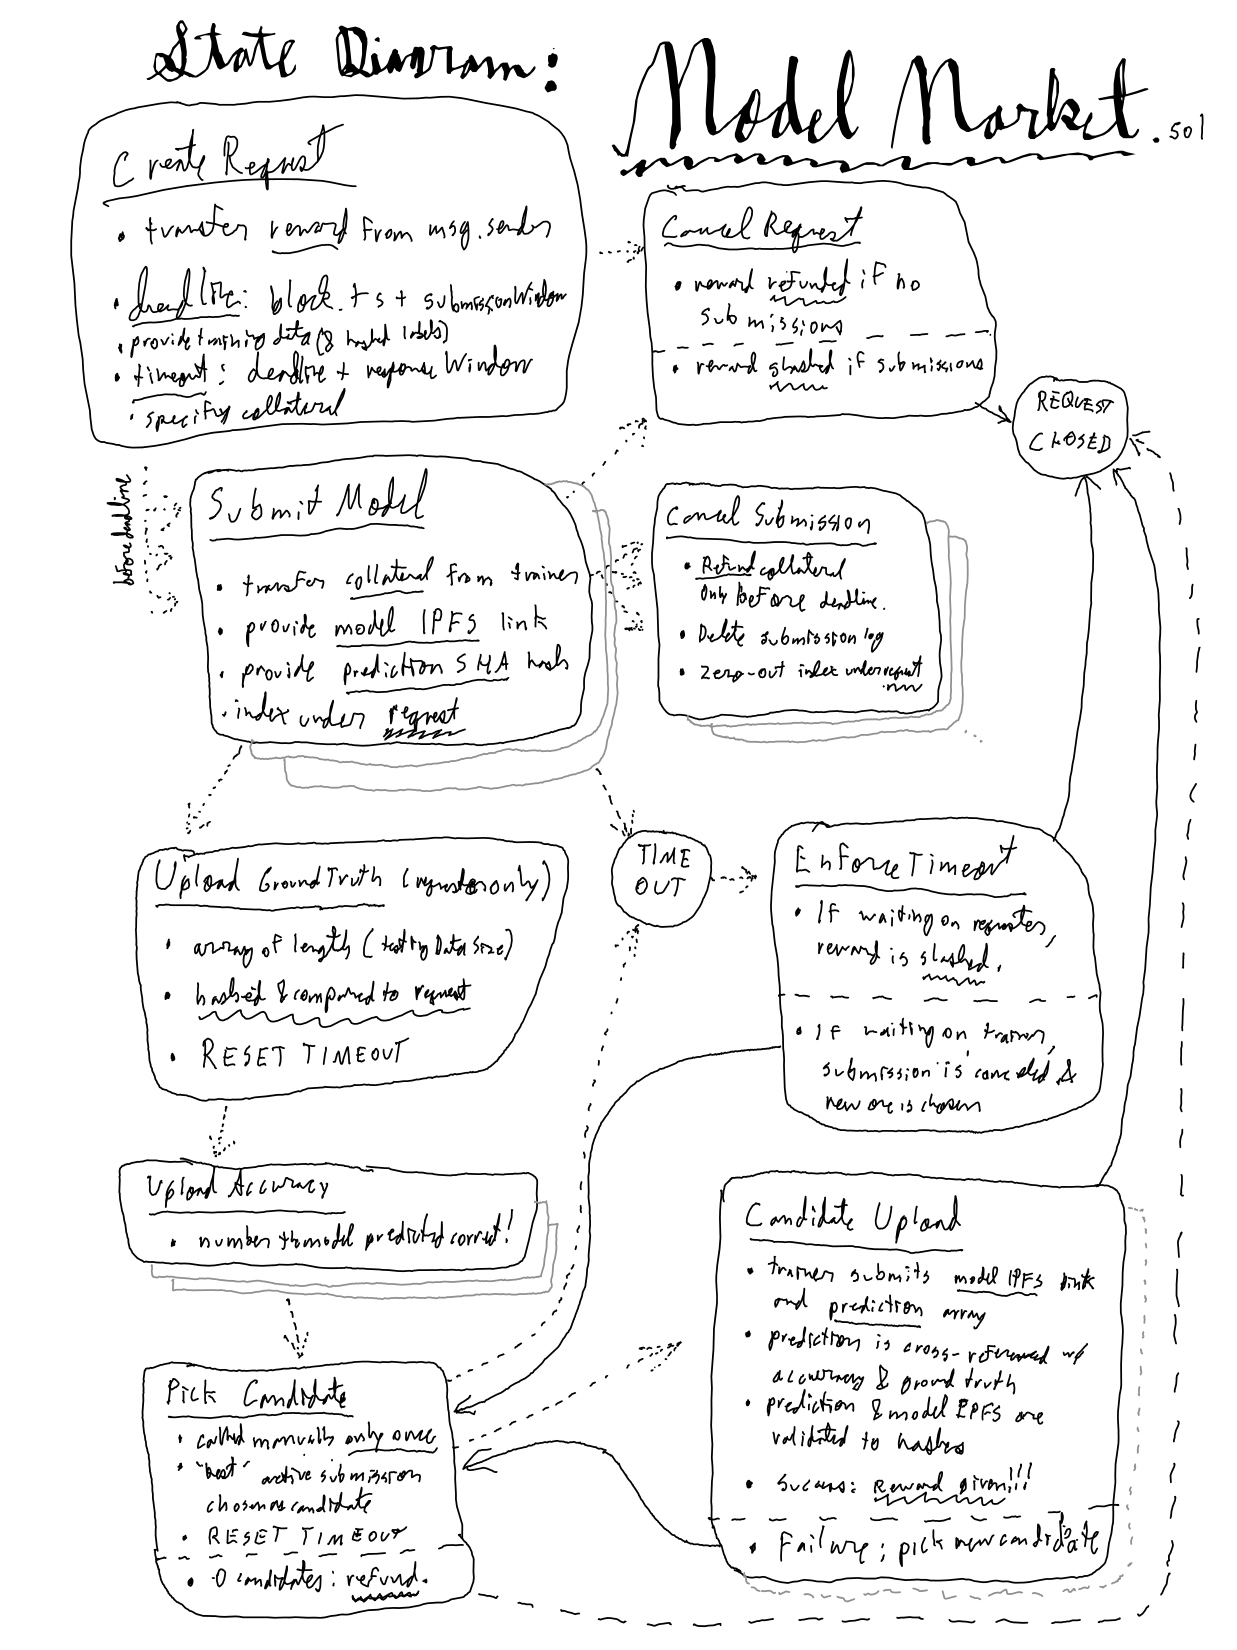 State Diagram:
Model Market.sol
Create Request
• transfer reward from msg.sender
• deadline: block.ts + submissionWindow
• provide training data (& hashed labels)
• timeout: deadline + responseWindow
• specify collateral
Cancel Request
• reward refunded if no
submissions
• reward slashed if submissions
REQUEST
CLOSED
before deadline
Submit Model
• transfer collateral from trainer
• provide model IPFS link
• provide prediction SHA hash
• index under request
Cancel Submission
• Refund collateral
Only before deadline.
• Delete submission log
• Zero-out index under request
...
Upload GroundTruth (requester only)
• array of length (testing Data Size)
• hashed & compared to request
• RESET TIMEOUT
TIME
OUT
Enforce Timeout
• If waiting on requester,
reward is slashed.
• If waiting on trainer,
submission is canceled &
new one is chosen
Upload Accuracy
• number the model predicted correct!
Pick Candidate
• called manually only once
• "best" active submission
chosen as candidate
• RESET TIMEOUT
• 0 candidates: refund.
Candidate Upload
• trainer submits model IPFS link
and prediction array
• prediction is cross-referenced w/
accuracy & ground truth
• prediction & model IPFS are
validated to hashes
• Success: Reward given!!!
• Failure; pick new candidate